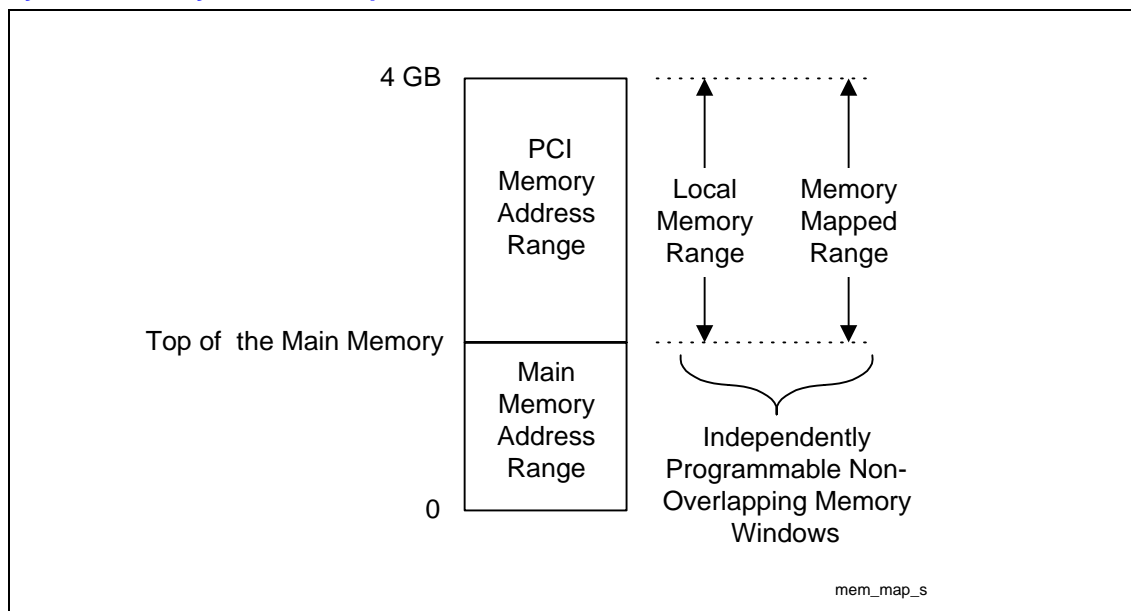 4 GB
PCI
Memory
Address
Range
Local
Memory
Range
Memory
Mapped
Range
Top of the Main Memory
Main
Memory
Address
Range
0
Independently
Programmable Non-
Overlapping Memory
Windows
mem_map_s